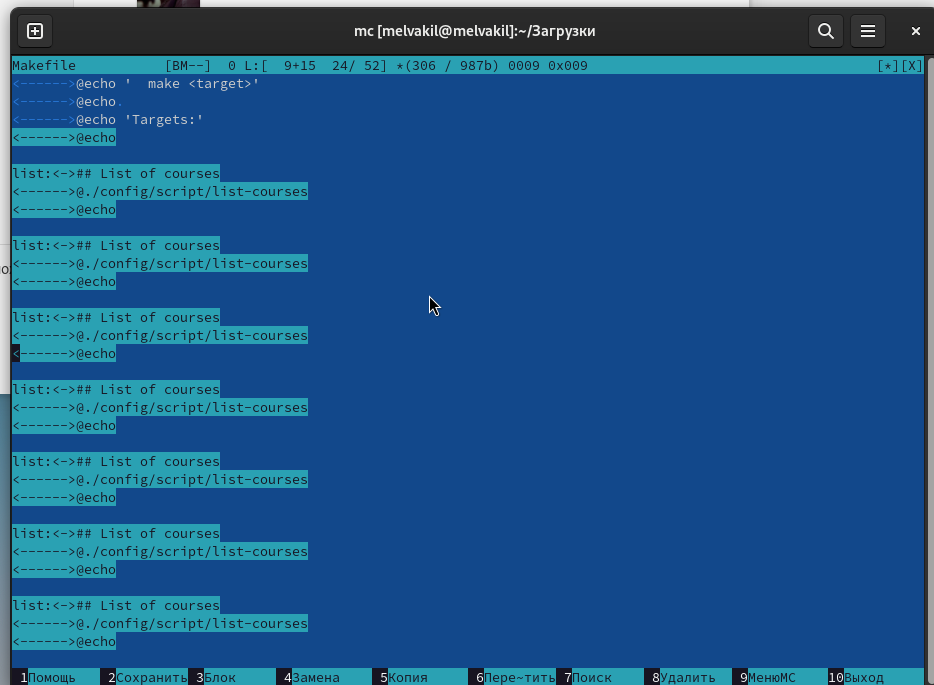 mc [melvakil@melvakil]:~/Загрузки
Makefile [BM--] 0 L:[ 9+15 24/ 52] *(306 / 987b) 0009 0x009 [*][X]
<------>@echo ' make <target>'
<------>@echo.
<------>@echo 'Targets:'
<------>@echo
list:<->## List of courses
<------>@./config/script/list-courses
<------>@echo
list:<->## List of courses
<------>@./config/script/list-courses
<------>@echo
list:<->## List of courses
<------>@./config/script/list-courses
<------>@echo
list:<->## List of courses
<------>@./config/script/list-courses
<------>@echo
list:<->## List of courses
<------>@./config/script/list-courses
<------>@echo
list:<->## List of courses
<------>@./config/script/list-courses
<------>@echo
list:<->## List of courses
<------>@./config/script/list-courses
<------>@echo
1Помощь 2Сохранить 3Блок 4Замена 5Копия 6Пере~тить 7Поиск 8Удалить 9МенюMC 10Выход